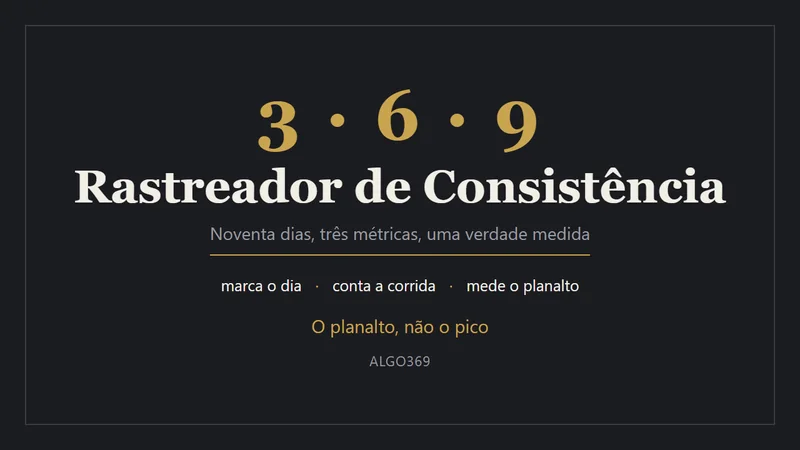 3 · 6 · 9
Rastreador de Consistência
Noventa dias, três métricas, uma verdade medida
marca o dia · conta a corrida · mede o planalto
O planalto, não o pico
ALGO369